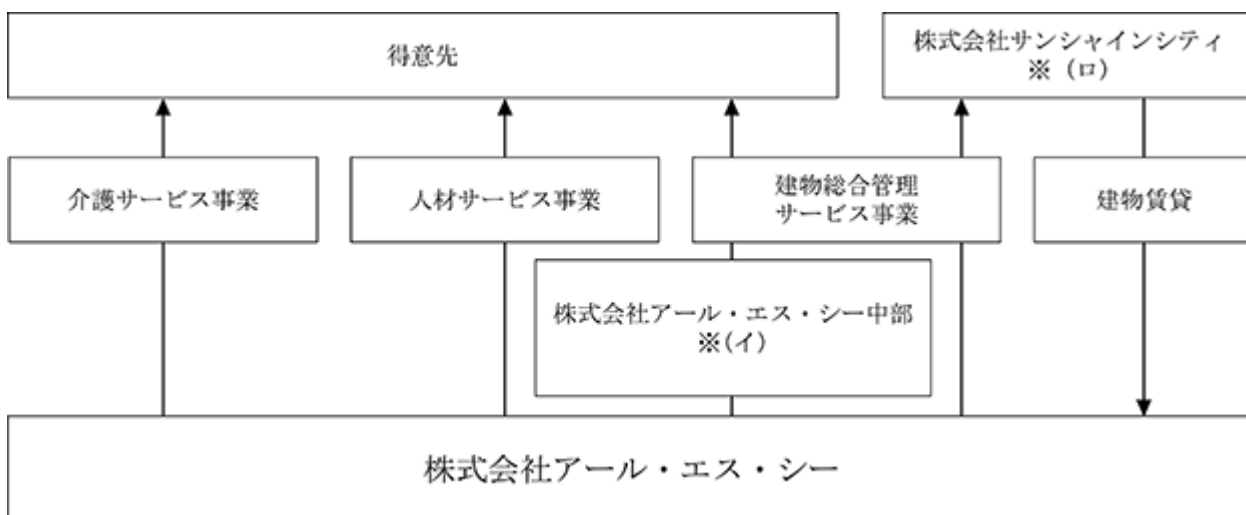 得意先
株式会社サンシャインシティ
※（ロ）
介護サービス事業
人材サービス事業
建物総合管理
サービス事業
建物賃貸
株式会社アール・エス・シー中部
※(イ)
株式会社アール・エス・シー